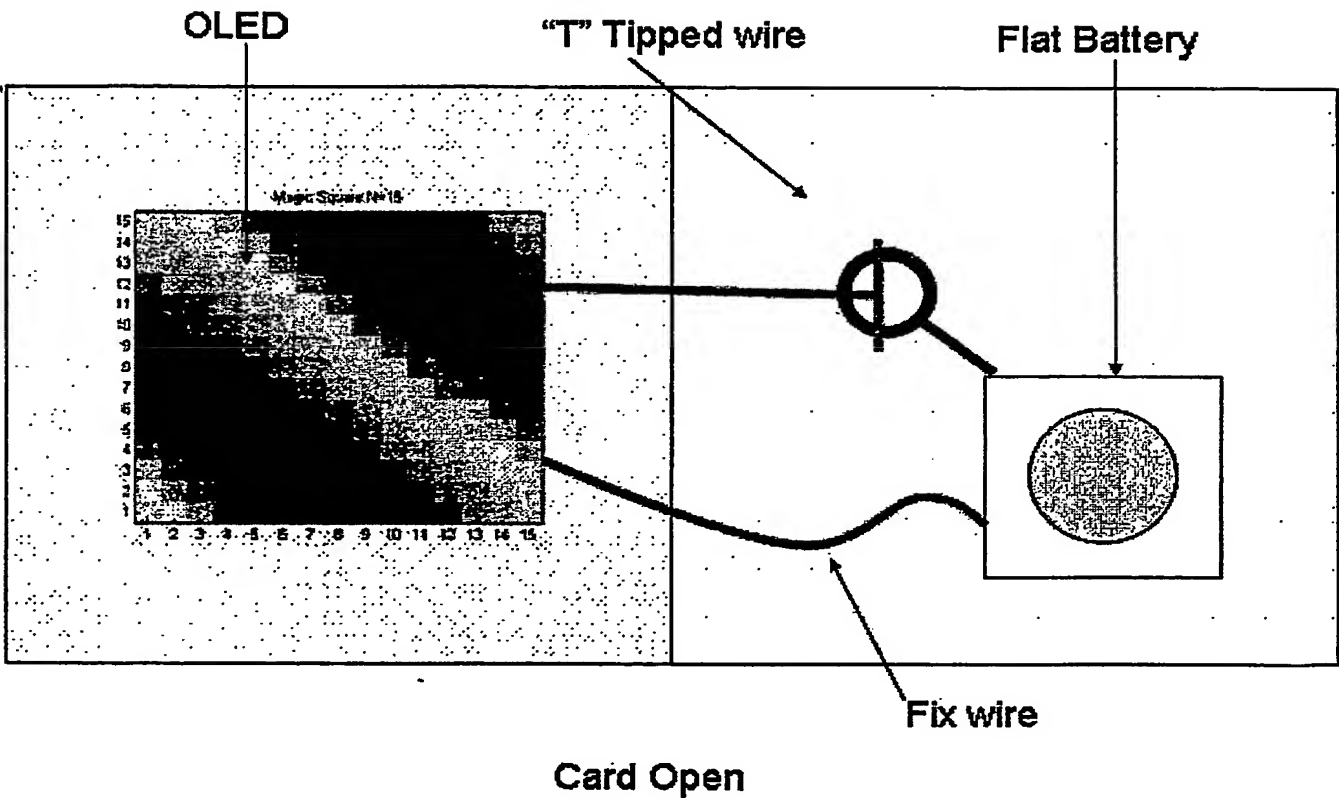 OLED
“T” Tipped wire
Flat Battery
Magic Square N=15
15
14
13
12
11
10
9
8
7
6
5
4
3
2
1
1 2 3 4 5 6 7 8 9 10 11 12 13 14 15
Fix wire
Card Open